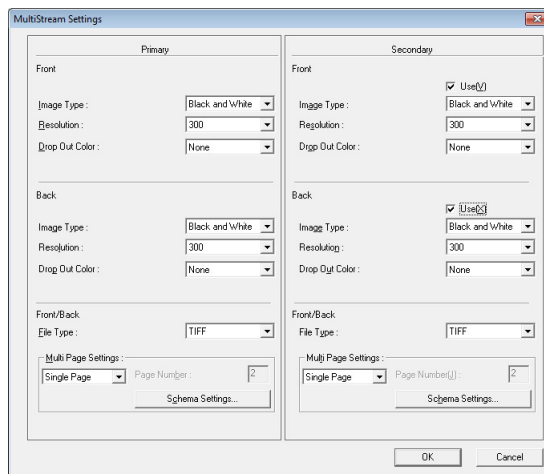 MultiStream Settings
Primary
Front
Image Type :
Black and White
Resolution :
300
Drop Out Color :
None
Back
Image Type :
Black and White
Resolution :
300
Drop Out Color :
None
Front/Back
File Type :
TIFF
Multi Page Settings :
Single Page
Page Number :
2
Schema Settings...
Secondary
Front
Use(V)
Image Type :
Black and White
Resolution :
300
Drop Out Color :
None
Back
Use(X)
Image Type :
Black and White
Resolution :
300
Drop Out Color :
None
Front/Back
File Type :
TIFF
Multi Page Settings :
Single Page
Page Number(J) :
2
Schema Settings...
OK
Cancel